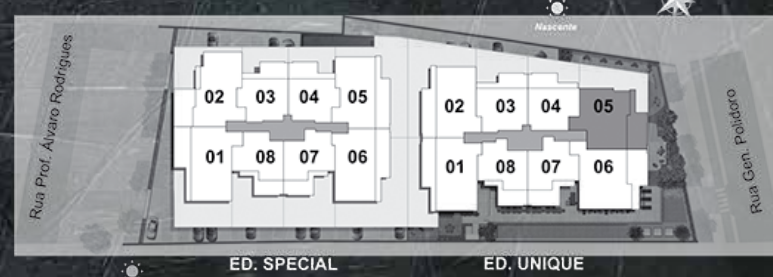 Nascente
Rua Prof. Álvaro Rodrigues
02 03 04 05
01 08 07 06
02 03 04 05
01 08 07 06
Rua Gen. Polidoro
ED. SPECIAL
ED. UNIQUE